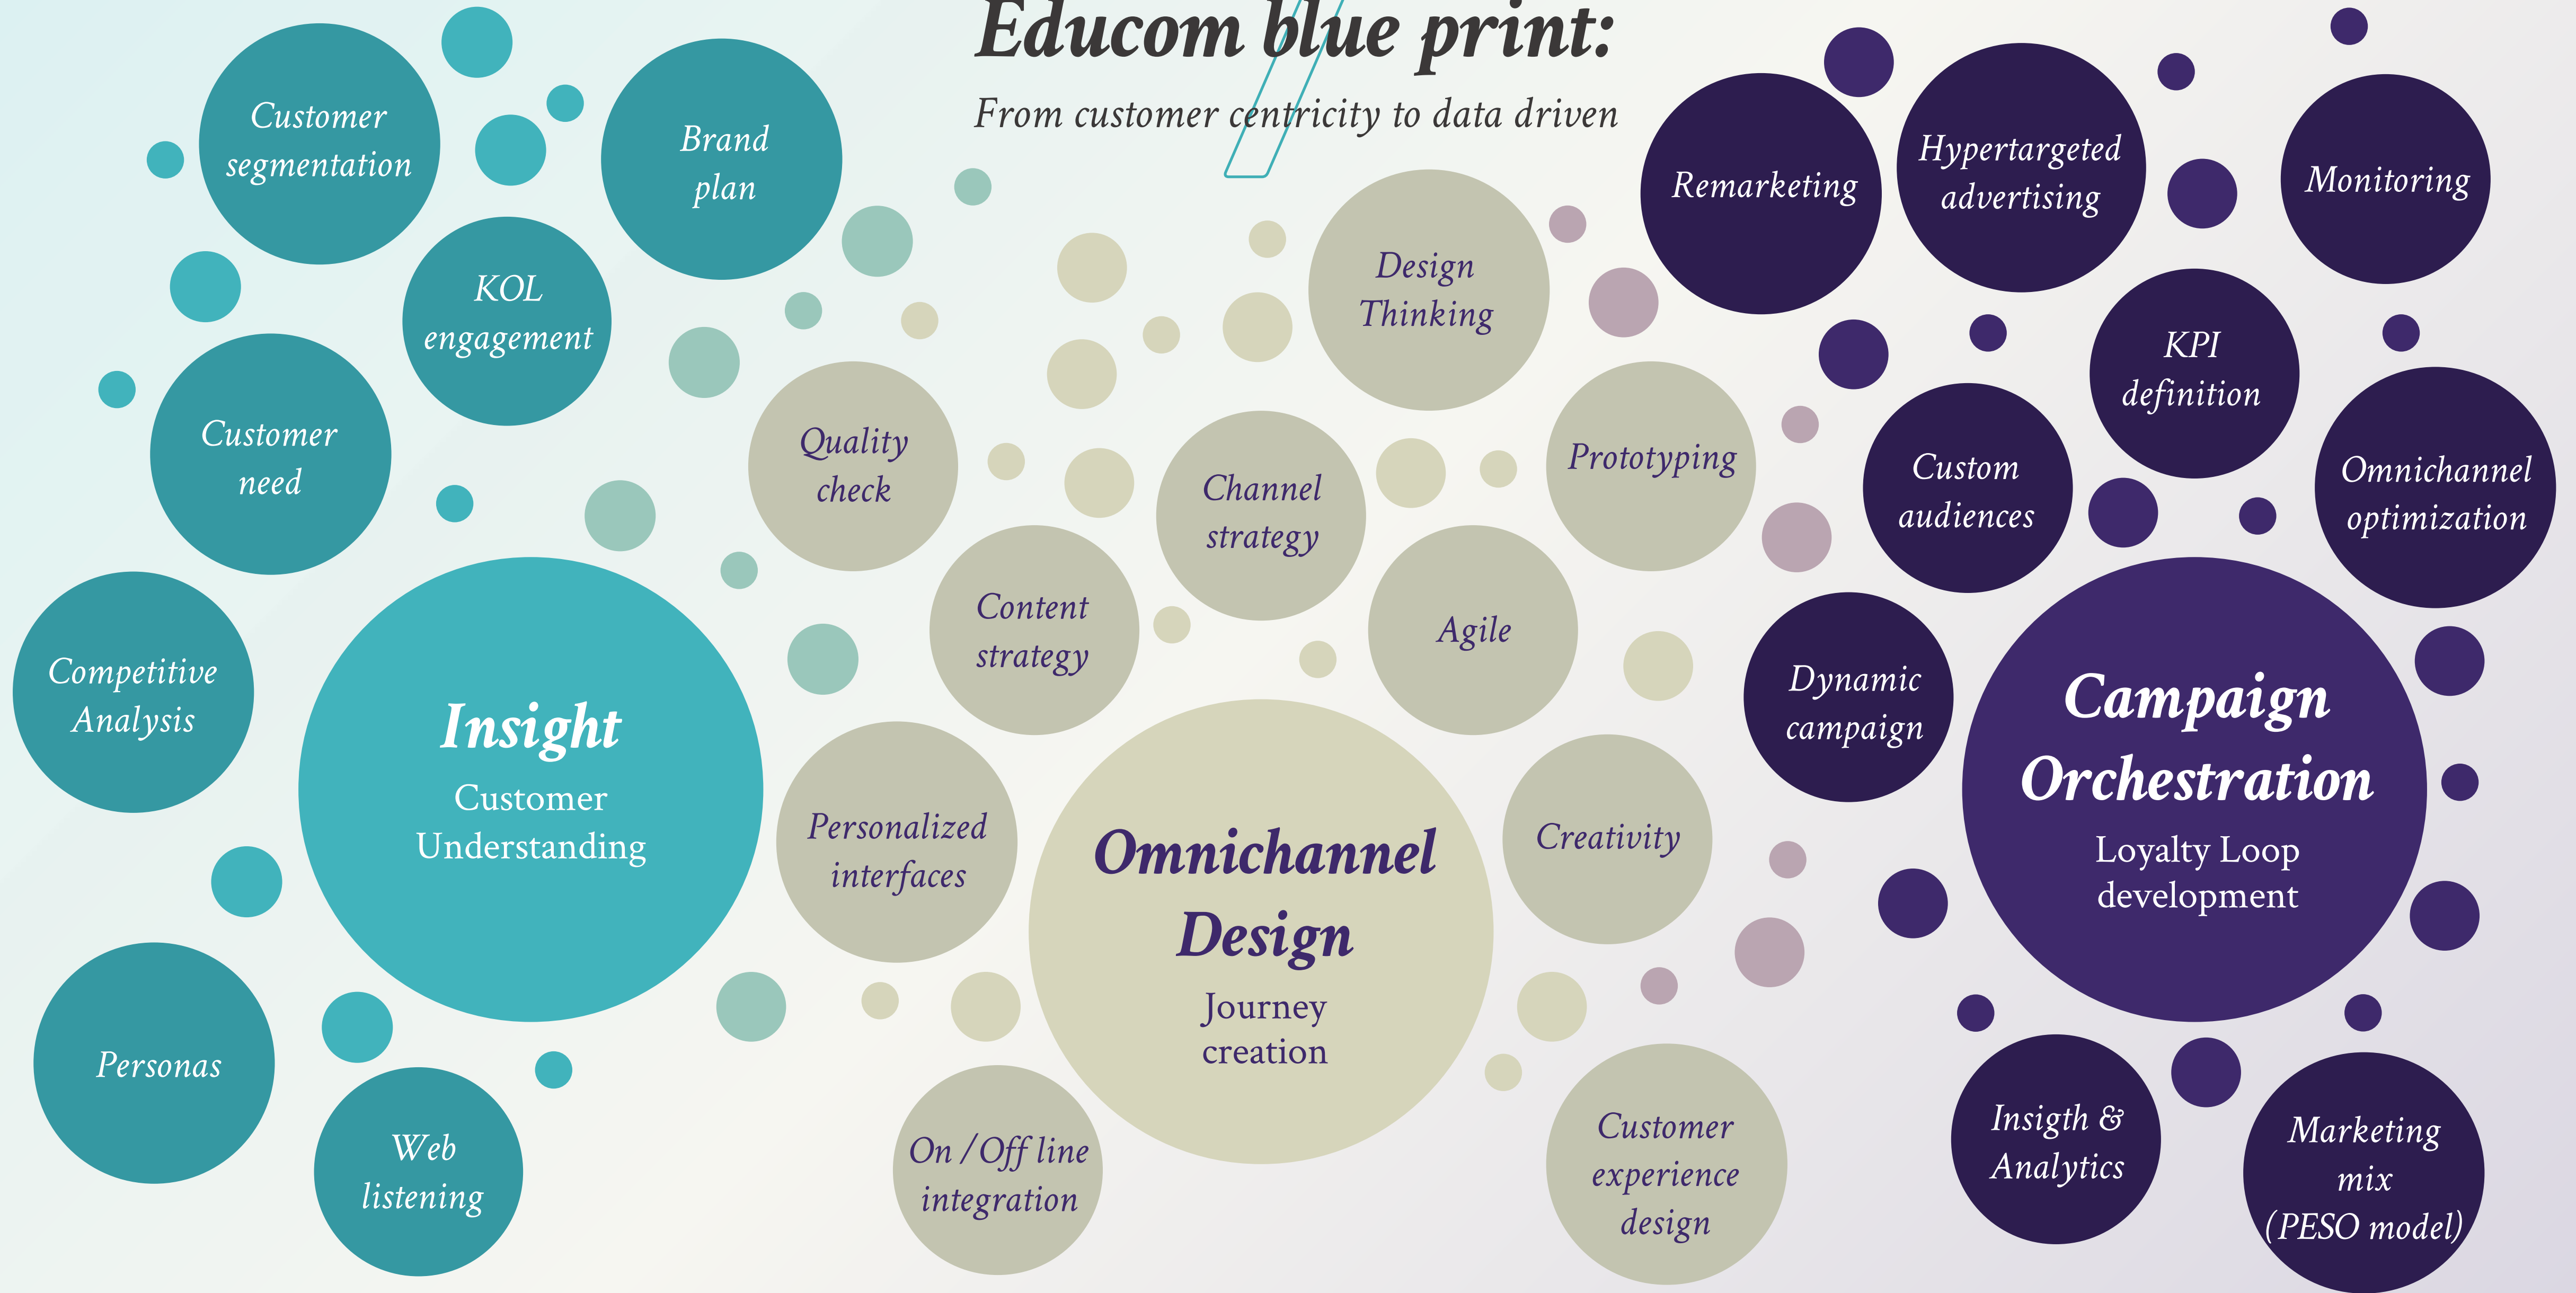 Educom blue print:
From customer centricity to data driven
Customer
segmentation
Brand
plan
KOL
engagement
Customer
need
Competitive
Analysis
Insight
Customer
Understanding
Personas
Web
listening
Design
Thinking
Quality
check
Channel
strategy
Prototyping
Content
strategy
Agile
Personalized
interfaces
Omnichannel
Design
Journey
creation
Creativity
On / Off line
integration
Customer
experience
design
Remarketing
Hypertargeted
advertising
Monitoring
KPI
definition
Custom
audiences
Omnichannel
optimization
Dynamic
campaign
Campaign
Orchestration
Loyalty Loop
development
Insigth &
Analytics
Marketing
mix
(PESO model)